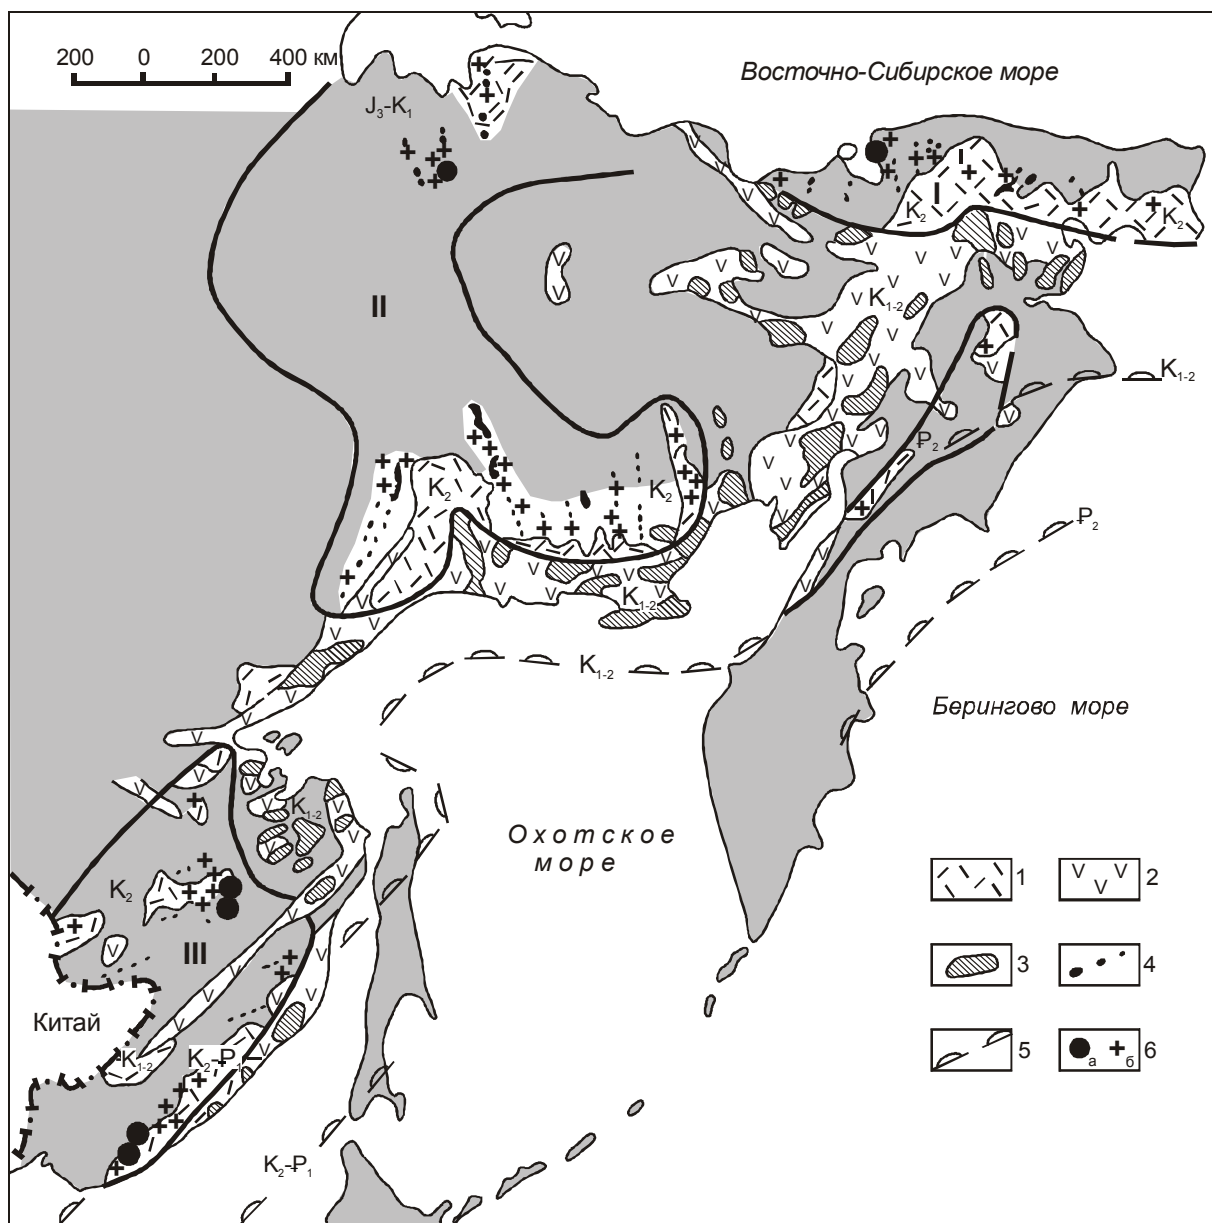 200 0 200 400 км
Восточно-Сибирское море
J₃-K₁
I
I
K₂
K₂
II
K₁₋₂
K₁₋₂
Ꞓ₂
K₂
K₂
I
Ꞓ₂
K₁₋₂
K₁₋₂
Берингово море
K₁₋₂
Охотское
море
K₂
1
2
III
3
4
Китай
K₁₋₂
K₂-P₁
5
а
б
6
K₂-P₁